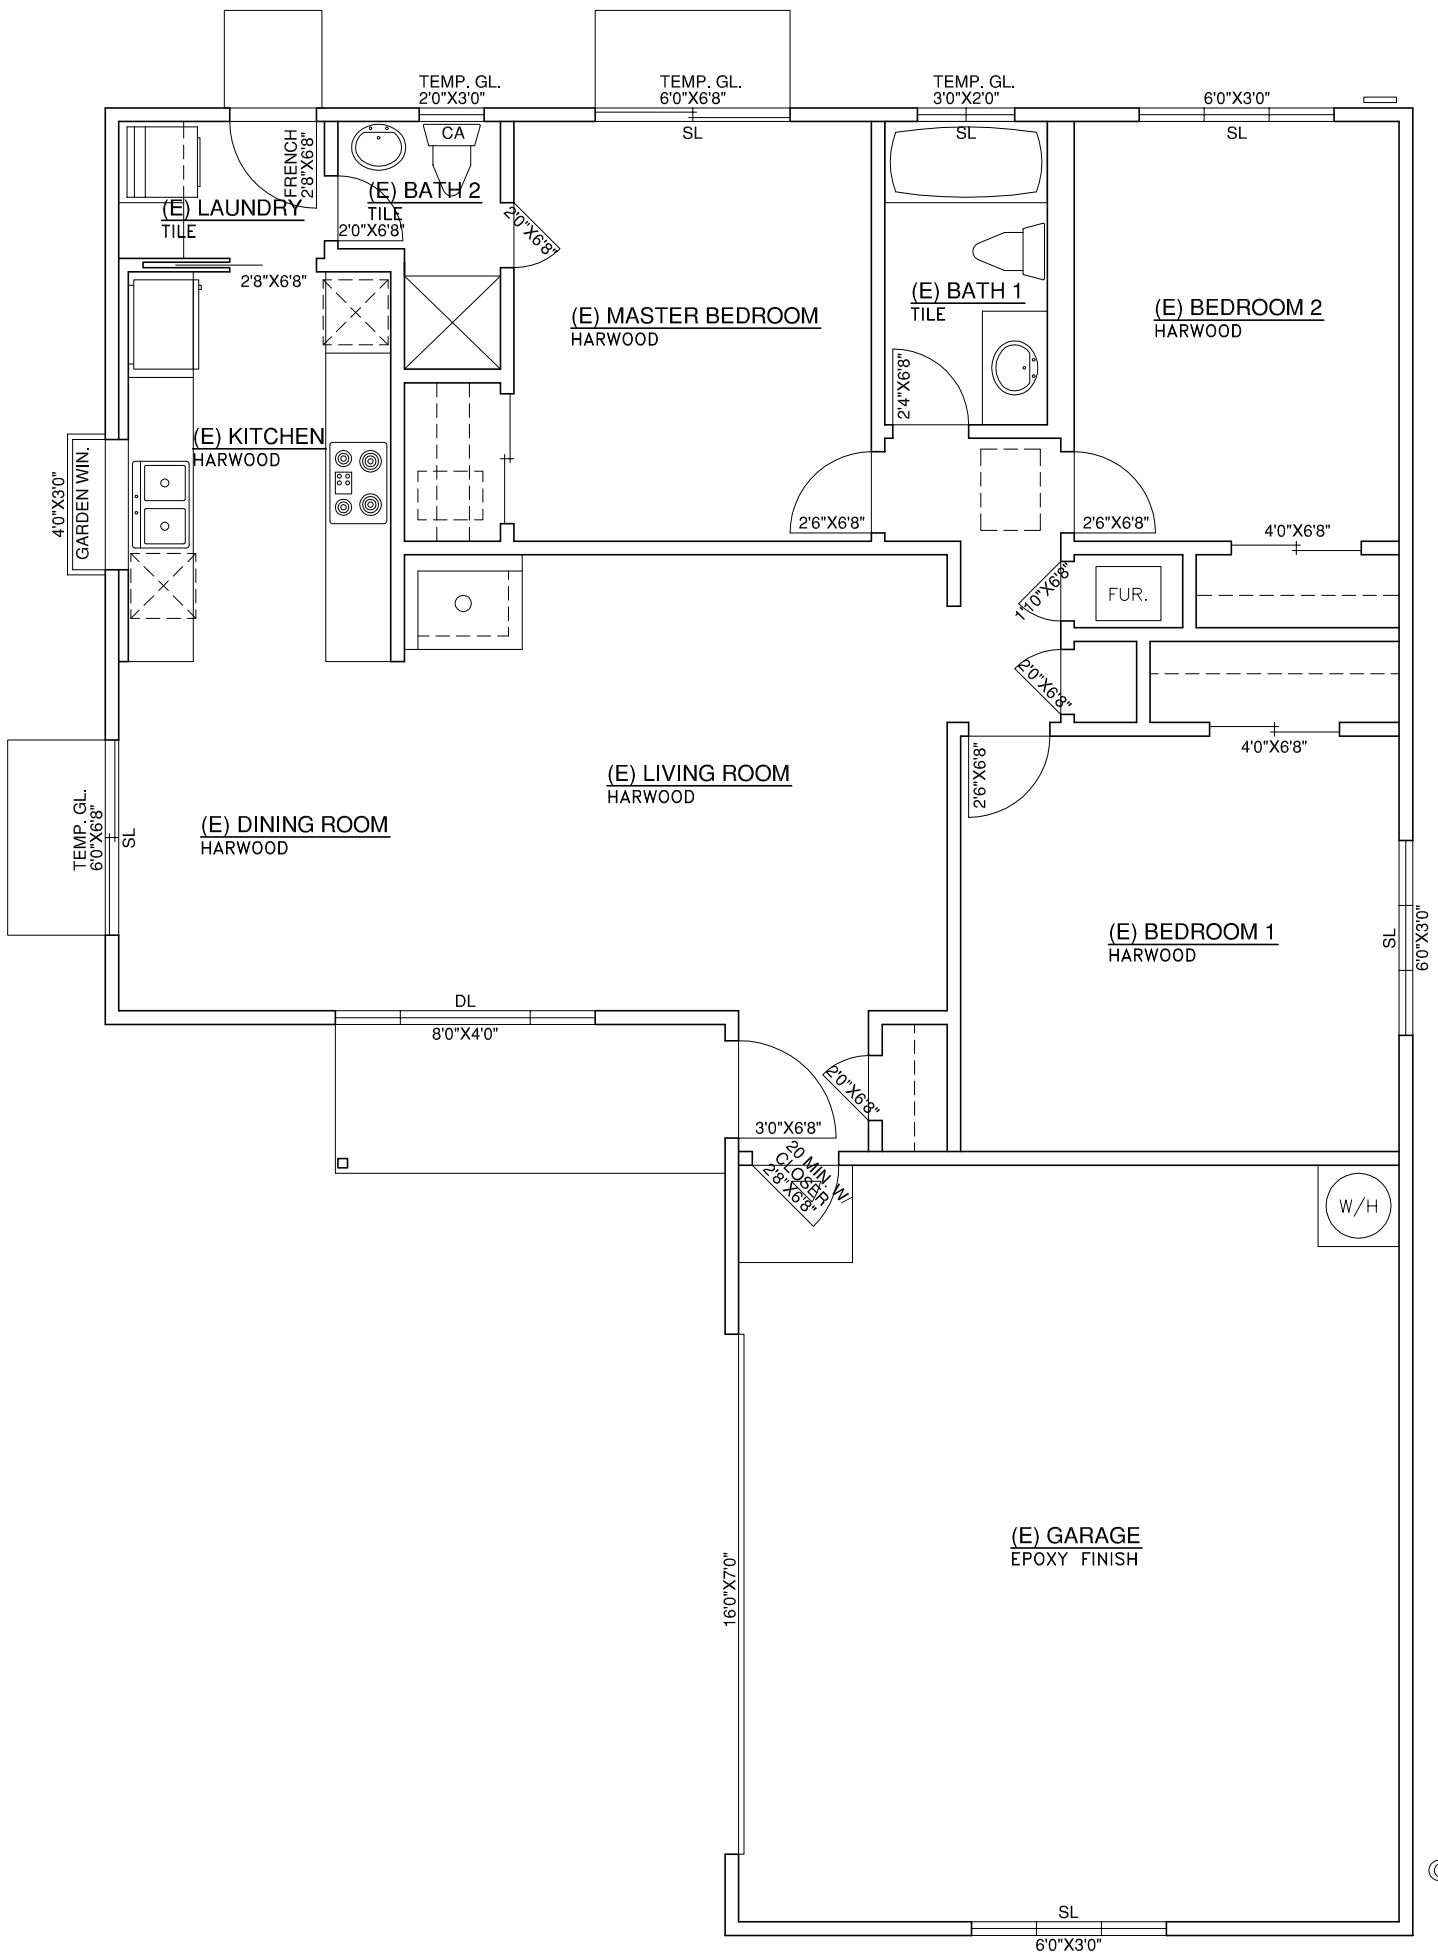 TEMP. GL.
2'0"X3'0"
TEMP. GL.
6'0"X6'8"
TEMP. GL.
3'0"X2'0"
6'0"X3'0"
CA
SL
SL
SL
FRENCH
2'8"X6'8"
(E) LAUNDRY
TILE
(E) BATH 2
TILE
2'0"X6'8"
2'0"X6'8"
2'8"X6'8"
(E) MASTER BEDROOM
HARWOOD
(E) BATH 1
TILE
(E) BEDROOM 2
HARWOOD
2'4"X6'8"
(E) KITCHEN
HARWOOD
4'0"X3'0"
GARDEN WIN.
2'6"X6'8"
2'6"X6'8"
4'0"X6'8"
1'10"X6'8"
FUR.
2'0"X6'8"
4'0"X6'8"
2'6"X6'8"
(E) LIVING ROOM
HARWOOD
(E) DINING ROOM
HARWOOD
TEMP. GL.
6'0"X6'8"
SL
(E) BEDROOM 1
HARWOOD
SL
6'0"X3'0"
DL
8'0"X4'0"
2'0"X6'8"
3'0"X6'8"
20 MIN. W/
CLOSER
2'8"X6'8"
W/H
(E) GARAGE
EPOXY FINISH
16'0"X7'0"
SL
6'0"X3'0"